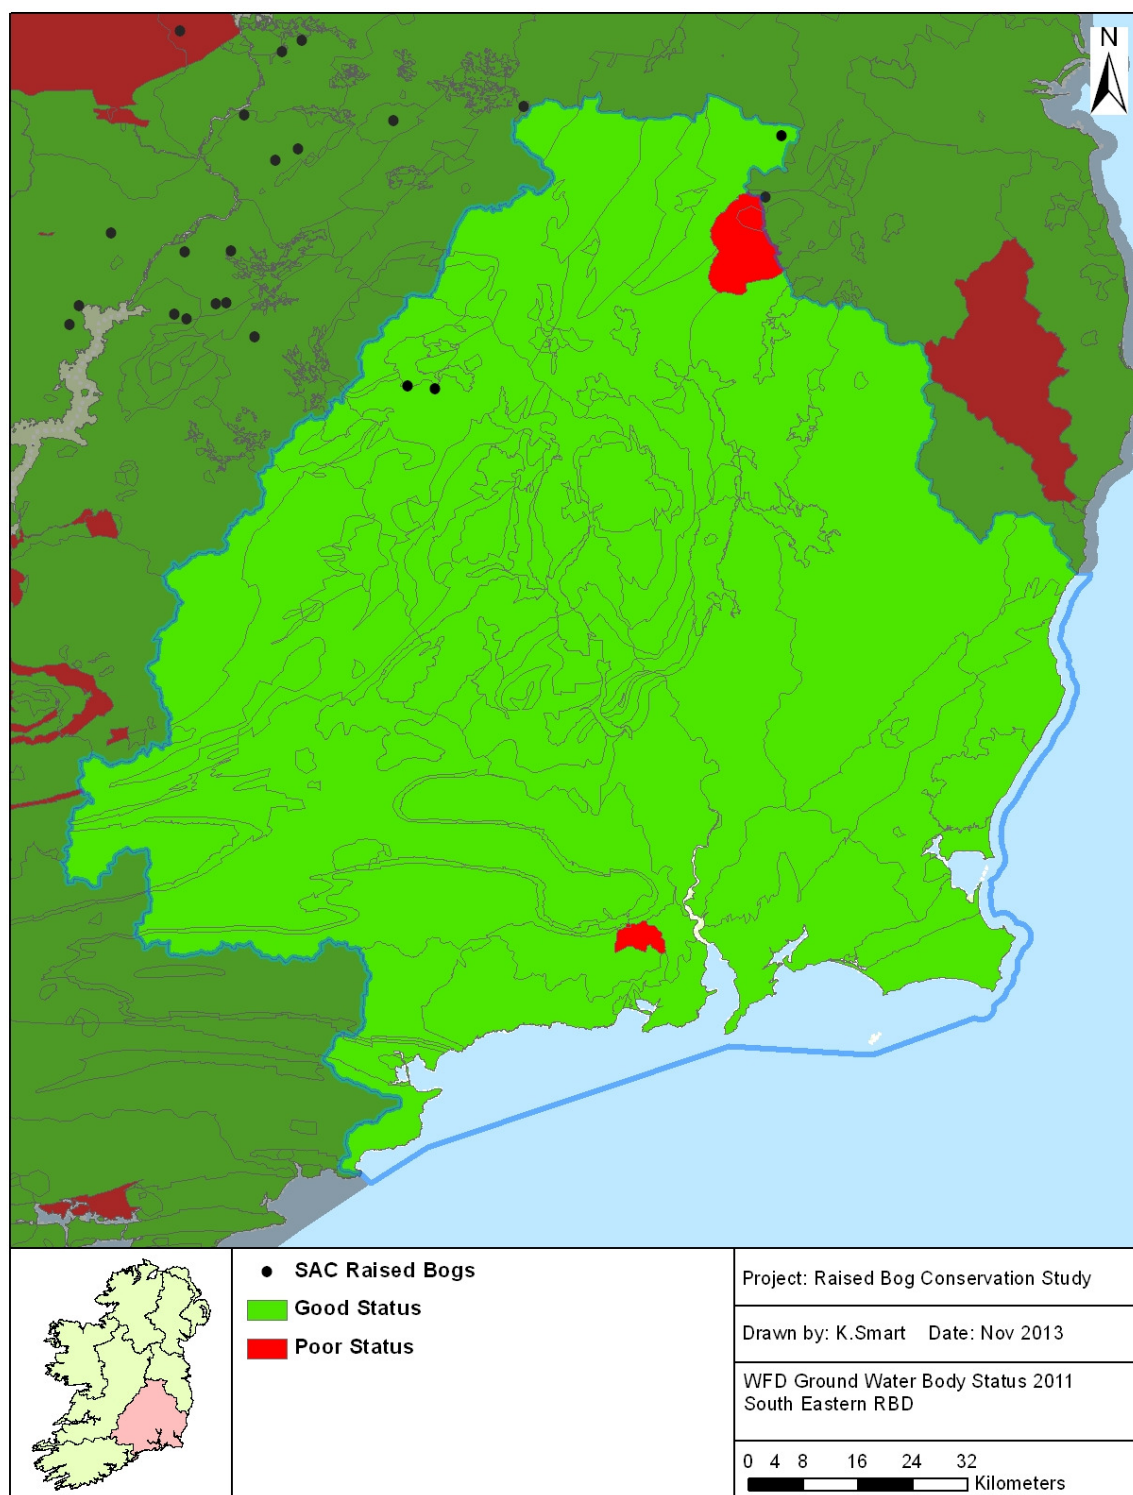 N
SAC Raised Bogs
Good Status
Poor Status
Project: Raised Bog Conservation Study
Drawn by: K.Smart Date: Nov 2013
WFD Ground Water Body Status 2011
South Eastern RBD
0 4 8 16 24 32
Kilometers